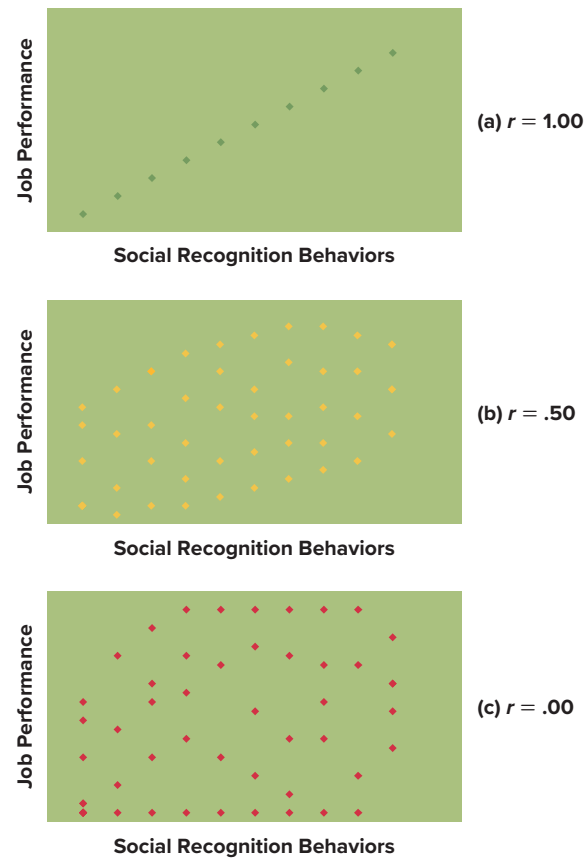 Job Performance
(a) r = 1.00
Social Recognition Behaviors
Job Performance
(b) r = .50
Social Recognition Behaviors
Job Performance
(c) r = .00
Social Recognition Behaviors